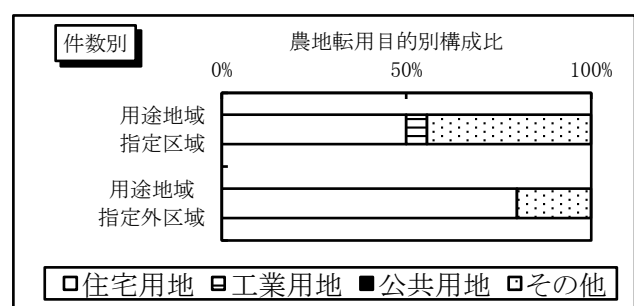 件数別
農地転用目的別構成比
0% 50% 100%
用途地域
指定区域
用途地域
指定外区域
住宅用地 工業用地 公共用地 その他